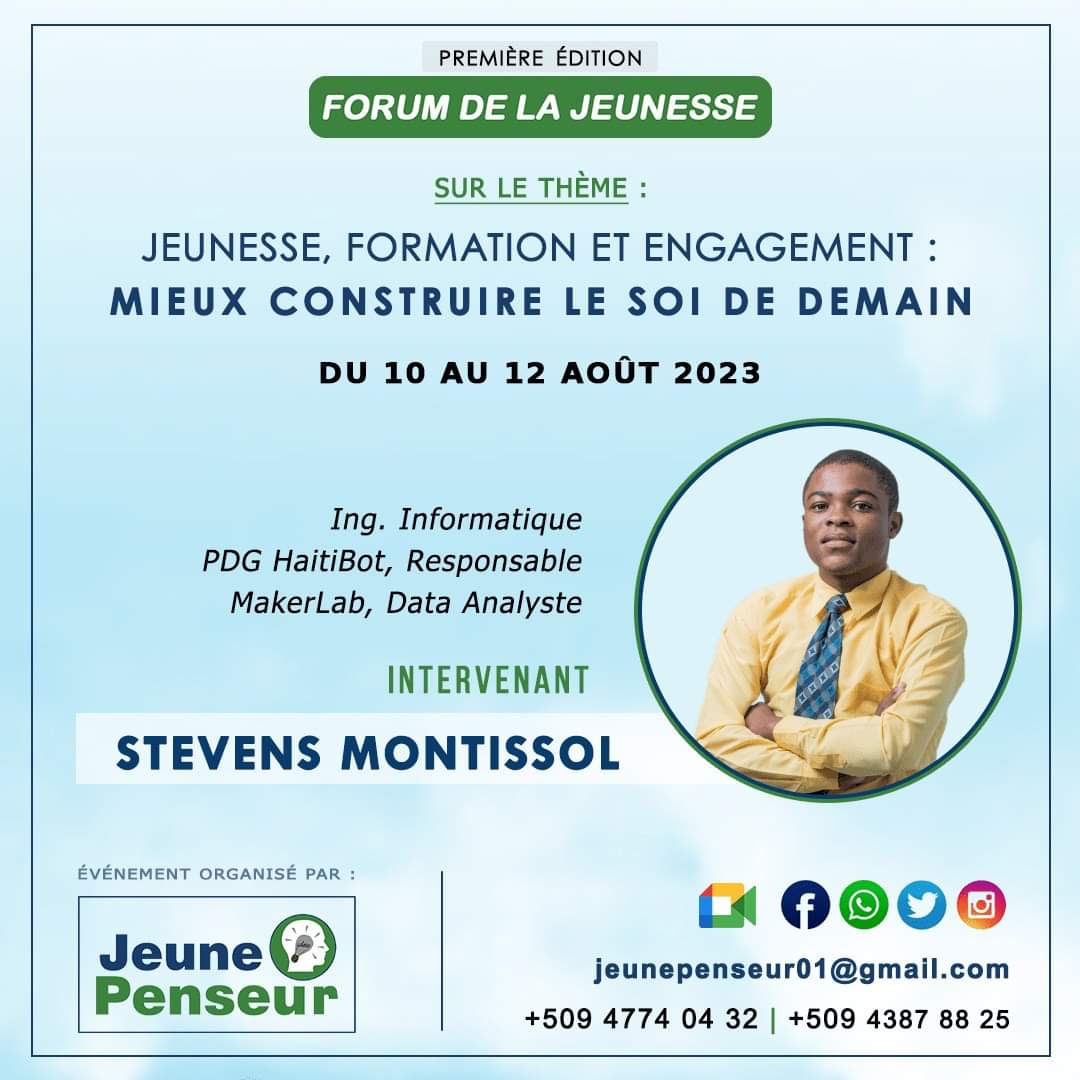 PREMIÈRE ÉDITION
FORUM DE LA JEUNESSE
SUR LE THÈME :
JEUNESSE, FORMATION ET ENGAGEMENT :
MIEUX CONSTRUIRE LE SOI DE DEMAIN
DU 10 AU 12 AOÛT 2023
Ing. Informatique
PDG HaitiBot, Responsable
MakerLab, Data Analyste
INTERVENANT
STEVENS MONTISSOL
ÉVÉNEMENT ORGANISÉ PAR :
Jeune
Penseur
jeunepenseur01@gmail.com
+509 4774 04 32 | +509 4387 88 25